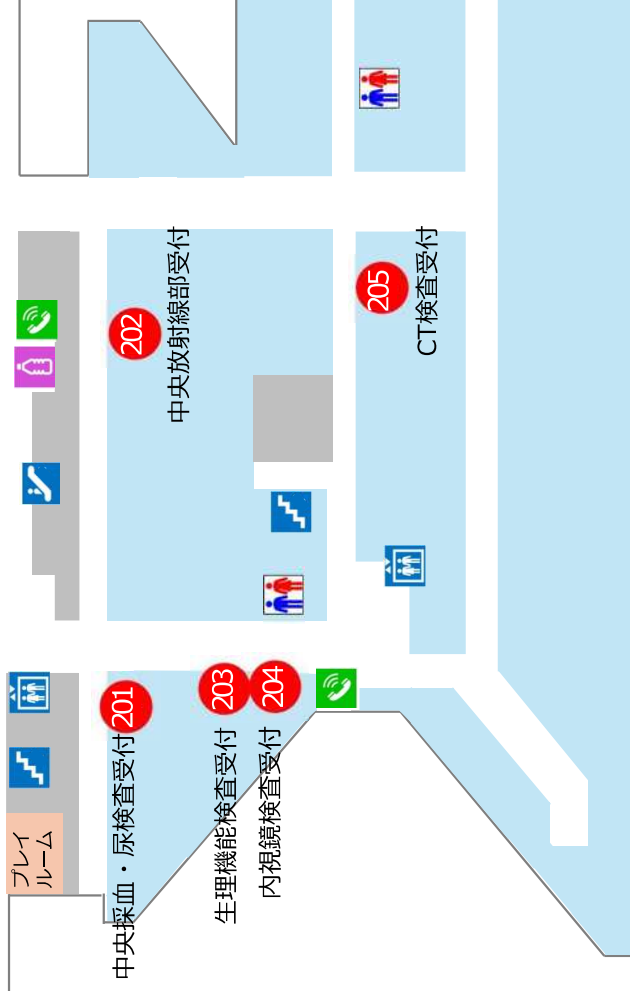 プレイ
ルーム
201
中央採血・尿検査受付
203
生理機能検査受付
204
内視鏡検査受付
202
中央放射線部受付
205
CT検査受付